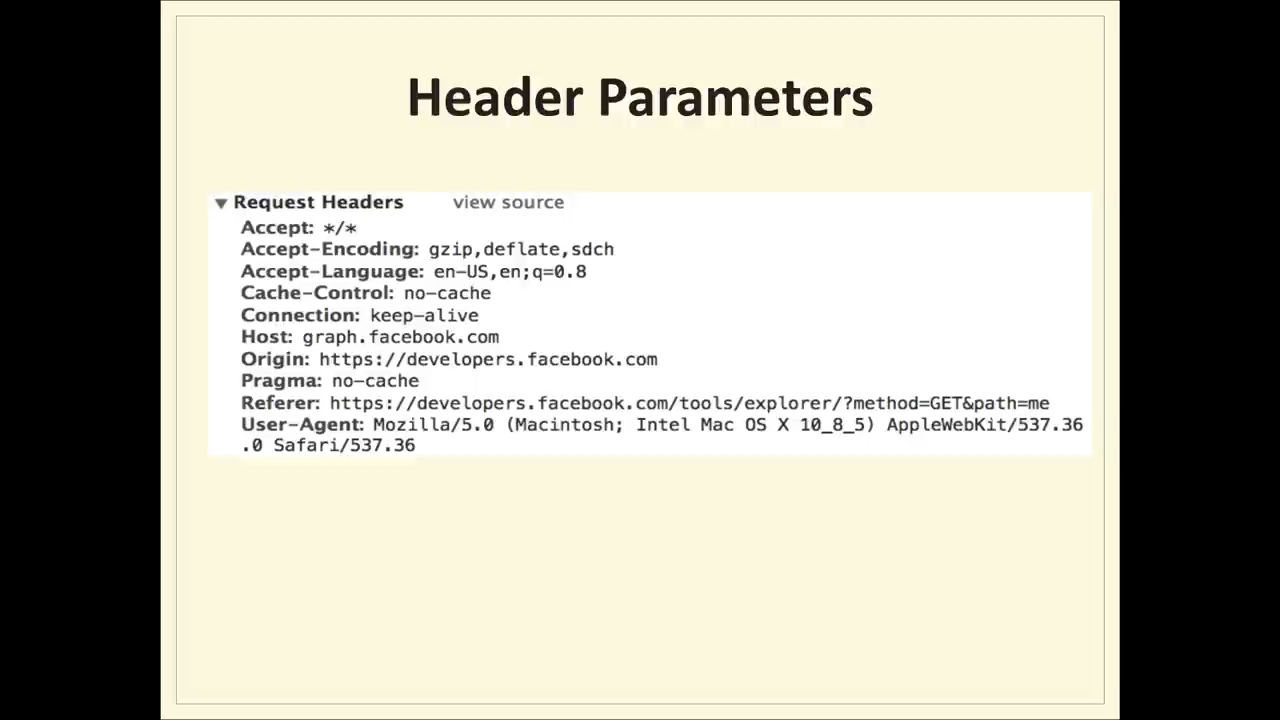 Header Parameters
▼ Request Headers view source
Accept: */*
Accept-Encoding: gzip,deflate,sdch
Accept-Language: en-US,en;q=0.8
Cache-Control: no-cache
Connection: keep-alive
Host: graph.facebook.com
Origin: https://developers.facebook.com
Pragma: no-cache
Referer: https://developers.facebook.com/tools/explorer/?method=GET&path=me
User-Agent: Mozilla/5.0 (Macintosh; Intel Mac OS X 10_8_5) AppleWebKit/537.36
.0 Safari/537.36